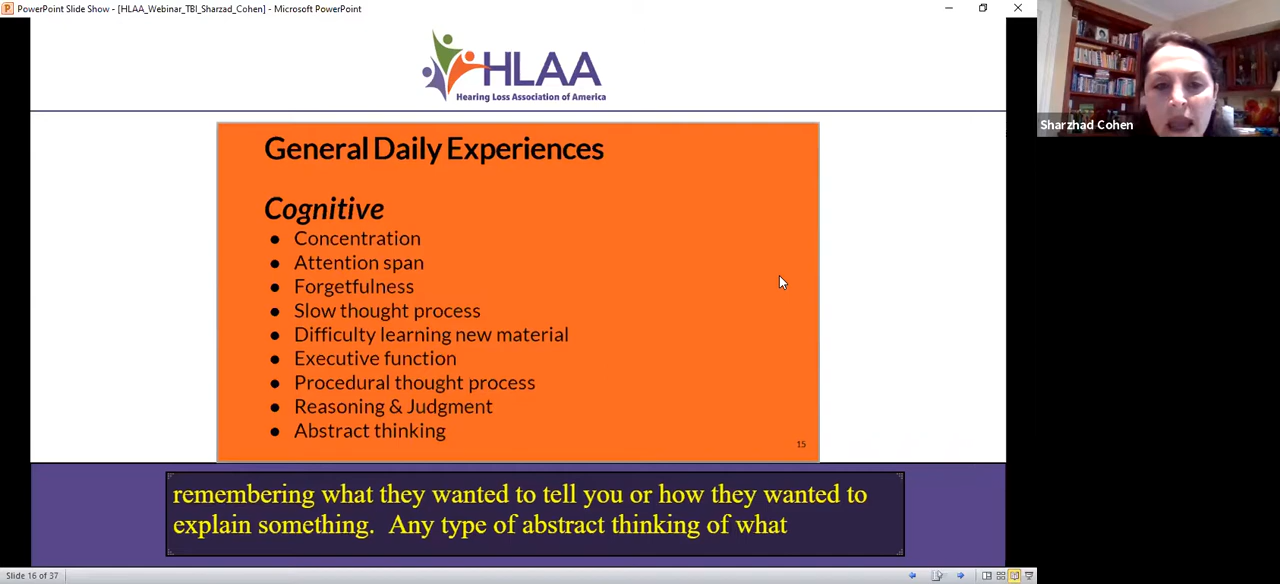 PowerPoint Slide Show - [HLAA_Webinar_TBI_Sharzad_Cohen] - Microsoft PowerPoint
HLAA
Hearing Loss Association of America
Sharzhad Cohen
General Daily Experiences
Cognitive
● Concentration
● Attention span
● Forgetfulness
● Slow thought process
● Difficulty learning new material
● Executive function
● Procedural thought process
● Reasoning & Judgment
● Abstract thinking
15
remembering what they wanted to tell you or how they wanted to
explain something.  Any type of abstract thinking of what
Slide 16 of 37